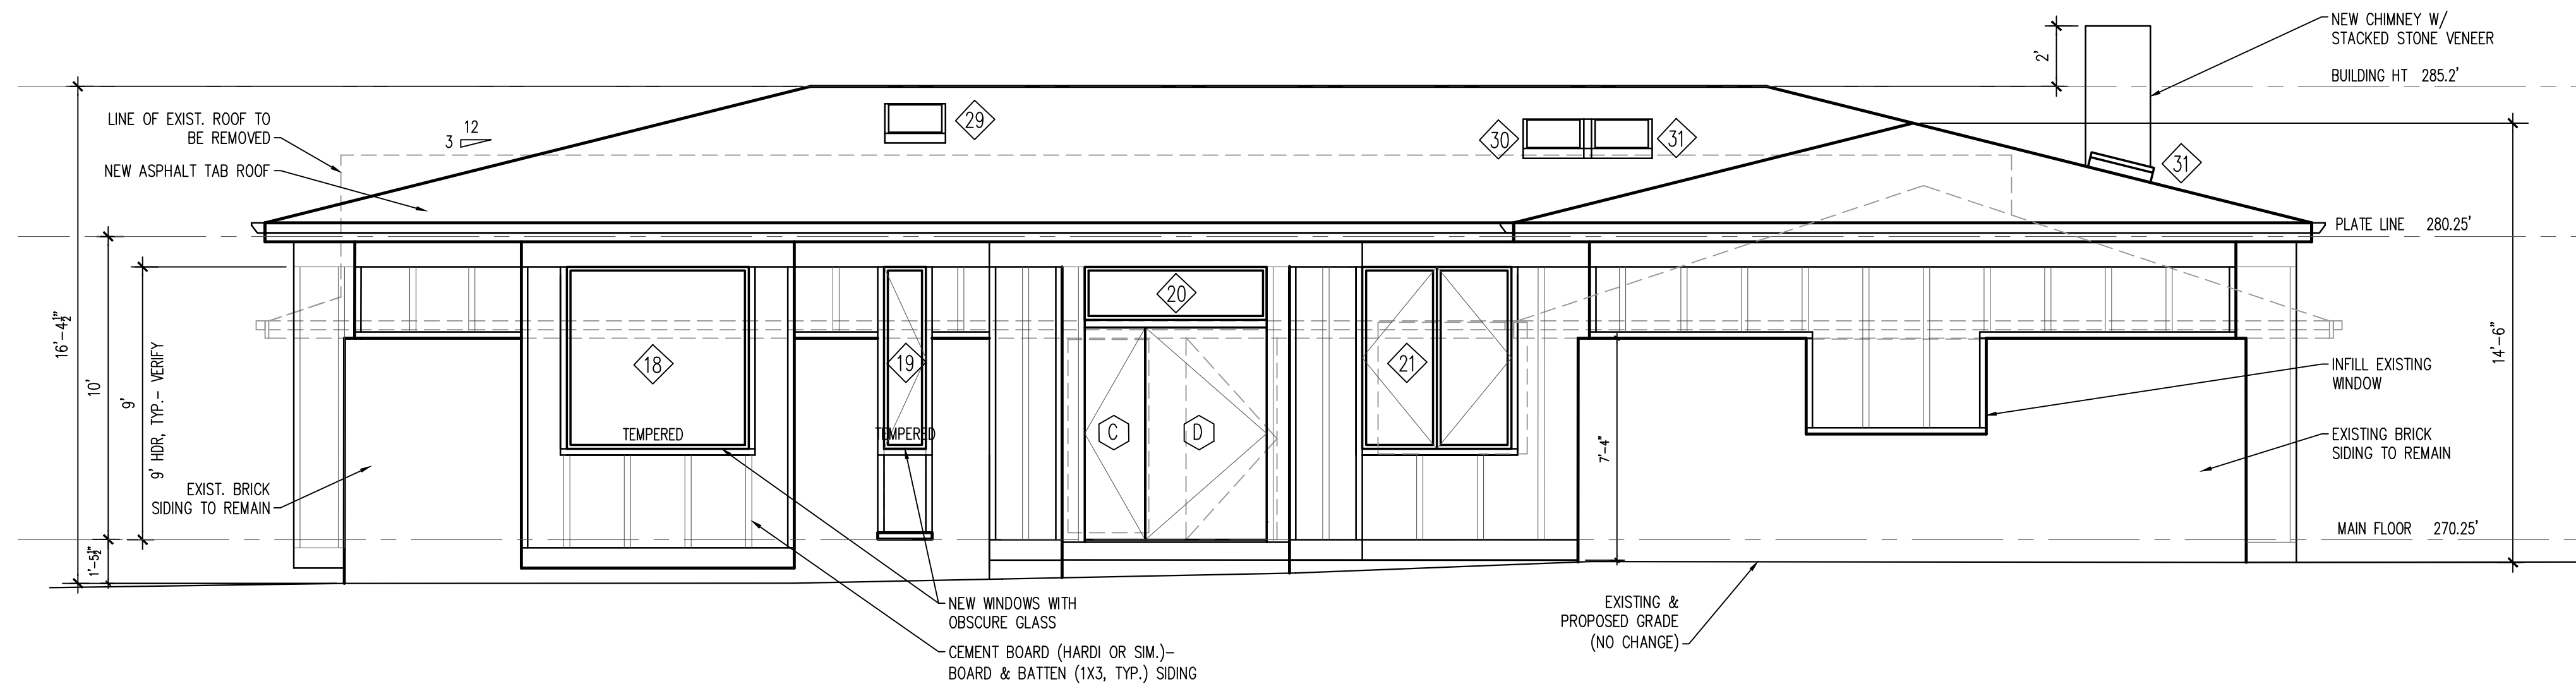 NEW CHIMNEY W/
STACKED STONE VENEER
2'
BUILDING HT 285.2'
LINE OF EXIST. ROOF TO
BE REMOVED
12
3
NEW ASPHALT TAB ROOF
29
30
31
31
PLATE LINE 280.25'
16'-4½"
10'
9'
9' HDR, TYP.- VERIFY
1'-5½"
18
TEMPERED
19
TEMPERED
20
C
D
21
7'-4"
14'-6"
INFILL EXISTING
WINDOW
EXISTING BRICK
SIDING TO REMAIN
EXIST. BRICK
SIDING TO REMAIN
MAIN FLOOR 270.25'
NEW WINDOWS WITH
OBSCURE GLASS
CEMENT BOARD (HARDI OR SIM.)-
BOARD & BATTEN (1X3, TYP.) SIDING
EXISTING &
PROPOSED GRADE
(NO CHANGE)